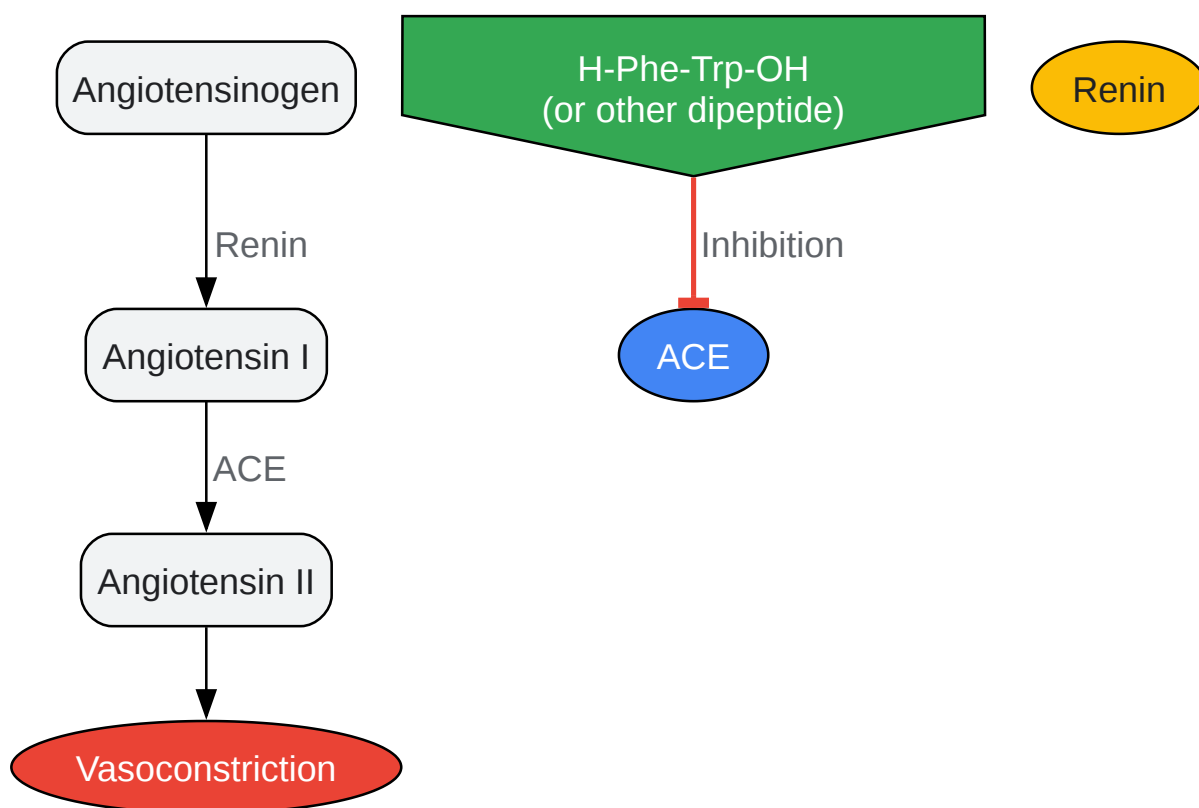 Angiotensinogen
H-Phe-Trp-OH
(or other dipeptide)
Renin
Renin
Inhibition
Angiotensin I
ACE
ACE
Angiotensin II
Vasoconstriction